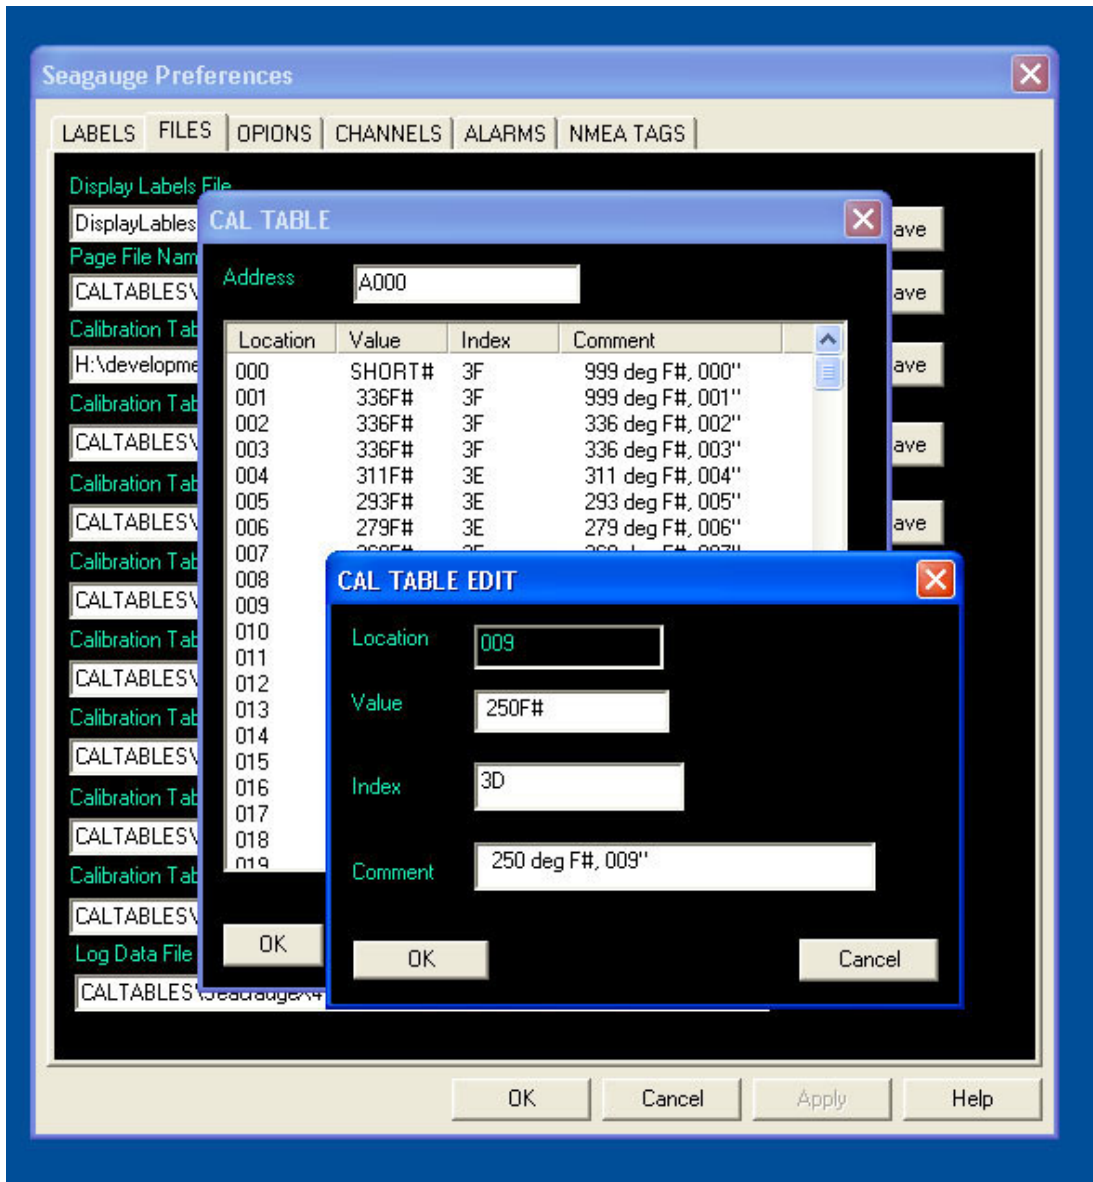 Seagauge Preferences
LABELS FILES OPIONS CHANNELS ALARMS NMEA TAGS
Display Labels File
DisplayLables
ave
Page File Nam
CALTABLES\
ave
Calibration Tab
H:\developme
ave
Calibration Tab
CALTABLES\
ave
Calibration Tab
CALTABLES\
ave
Calibration Tab
CALTABLES\
Calibration Tab
CALTABLES\
Calibration Tab
CALTABLES\
Calibration Tab
CALTABLES\
Calibration Tab
CALTABLES\
Log Data File
CALTABLES\SeaGaugeX4
CAL TABLE
Address A000
Location Value Index Comment
000 SHORT# 3F 999 deg F#, 000"
001 336F# 3F 999 deg F#, 001"
002 336F# 3F 336 deg F#, 002"
003 336F# 3F 336 deg F#, 003"
004 311F# 3E 311 deg F#, 004"
005 293F# 3E 293 deg F#, 005"
006 279F# 3E 279 deg F#, 006"
007
008
009
010
011
012
013
014
015
016
017
018
019
OK
CAL TABLE EDIT
Location 009
Value 250F#
Index 3D
Comment 250 deg F#, 009"
OK Cancel
OK Cancel Apply Help